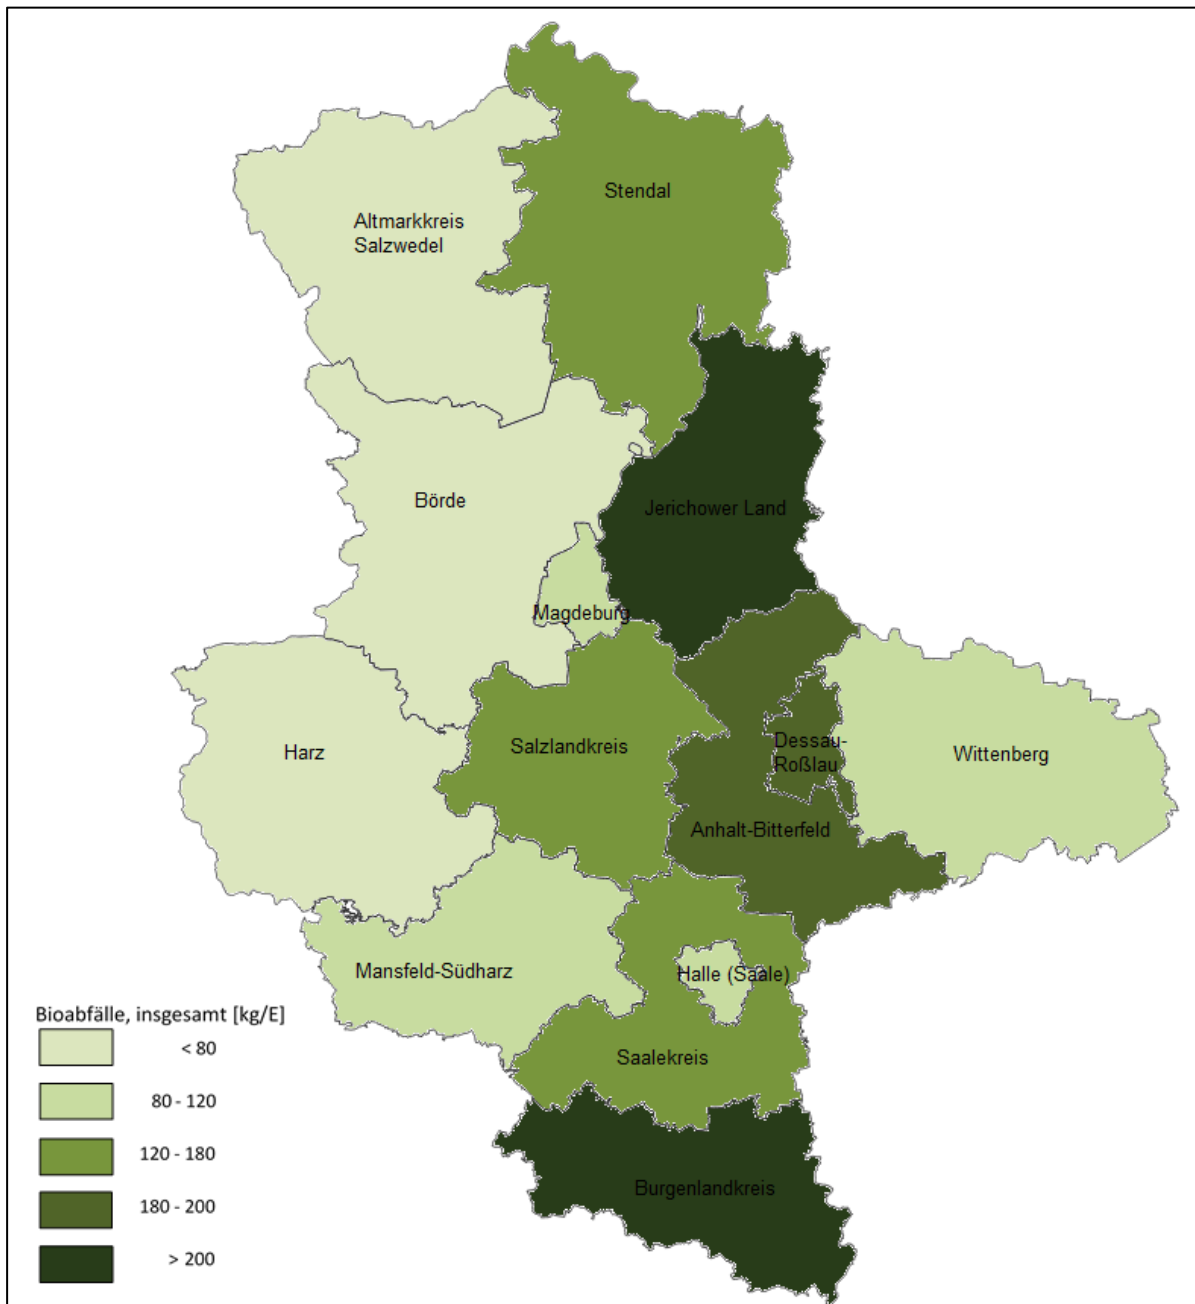 Stendal
Altmarkkreis
Salzwedel
Börde
Jerichower Land
Magdeburg
Salzlandkreis
Harz
Dessau-
Roßlau
Wittenberg
Anhalt-Bitterfeld
Mansfeld-Südharz
Halle (Saale)
Saalekreis
Burgenlandkreis
Bioabfälle, insgesamt [kg/E]
< 80
80 - 120
120 - 180
180 - 200
> 200